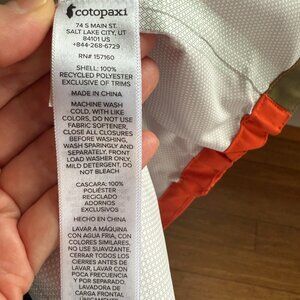 cotopaxi
74 S MAIN ST.
SALT LAKE CITY, UT
84101 US
+844-268-6729
RN# 157160
SHELL: 100%
RECYCLED POLYESTER
EXCLUSIVE OF TRIMS
MADE IN CHINA
MACHINE WASH
COLD, WITH LIKE
COLORS, DO NOT USE
FABRIC SOFTENER.
CLOSE ALL CLOSURES
BEFORE WASHING.
WASH SPARINGLY AND
SEPARATELY, FRONT
LOAD WASHER ONLY,
MILD DETERGENT, DO
NOT BLEACH
CASCARA: 100%
POLIÉSTER
RECICLADO
ADORNOS
EXCLUSIVOS
HECHO EN CHINA
LAVAR A MÁQUINA
CON AGUA FRÍA, CON
COLORES SIMILARES,
NO USE SUAVIZANTE.
CERRAR TODOS LOS
CIERRES ANTES DE
LAVAR, LAVAR CON
POCA FRECUENCIA
Y POR SEPARADO,
LAVADORA DE
CARGA FRONTAL
ÚNICAMENTE